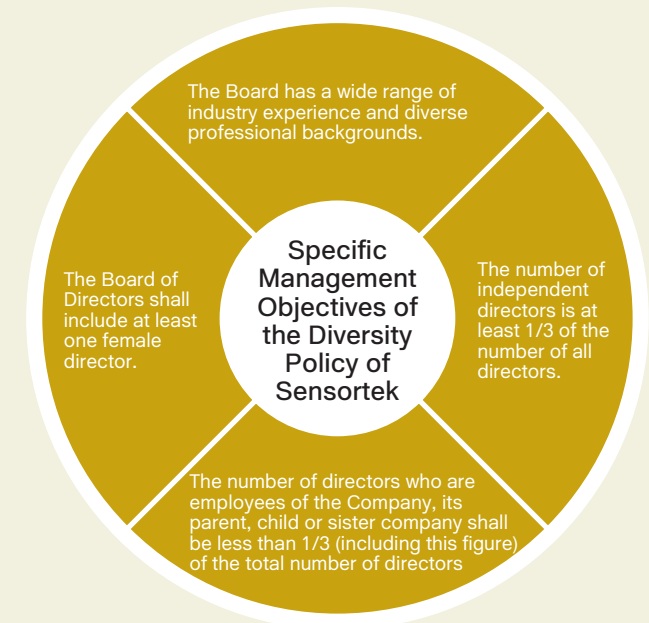 The Board has a wide range of
industry experience and diverse
professional backgrounds.
The Board of
Directors shall
include at least
one female
director.
Specific
Management
Objectives of
the Diversity
Policy of
Sensortek
The number of
independent
directors is at
least 1/3 of the
number of all
directors.
The number of directors who are
employees of the Company, its
parent, child or sister company shall
be less than 1/3 (including this figure)
of the total number of directors